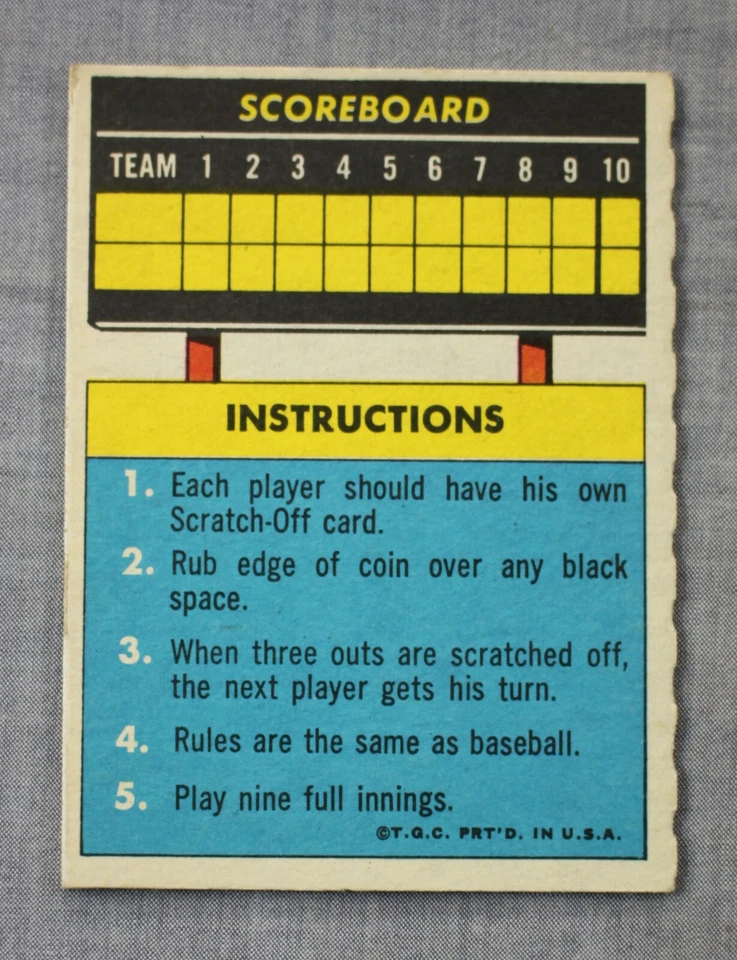 SCOREBOARD
TEAM 1 2 3 4 5 6 7 8 9 10
INSTRUCTIONS
1. Each player should have his own
Scratch-Off card.
2. Rub edge of coin over any black
space.
3. When three outs are scratched off,
the next player gets his turn.
4. Rules are the same as baseball.
5. Play nine full innings.
©T.G.C. PRT'D. IN U.S.A.